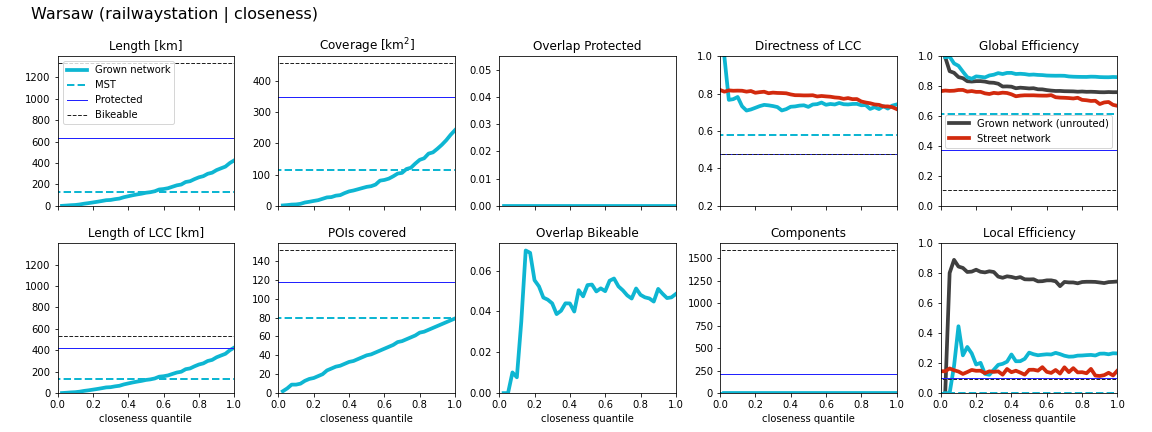 Warsaw (railwaystation | closeness)
Length [km]
1200
1000
800
600
400
200
0
Grown network
MST
Protected
Bikeable
Coverage [km²]
400
300
200
100
0
Overlap Protected
0.05
0.04
0.03
0.02
0.01
0.00
Directness of LCC
1.0
0.8
0.6
0.4
0.2
Global Efficiency
1.0
0.8
0.6
0.4
0.2
0.0
Grown network (unrouted)
Street network
Length of LCC [km]
1200
1000
800
600
400
200
0
0.0 0.2 0.4 0.6 0.8 1.0
closeness quantile
POIs covered
140
120
100
80
60
40
20
0
0.0 0.2 0.4 0.6 0.8 1.0
closeness quantile
Overlap Bikeable
0.06
0.04
0.02
0.00
0.0 0.2 0.4 0.6 0.8 1.0
closeness quantile
Components
1500
1250
1000
750
500
250
0
0.0 0.2 0.4 0.6 0.8 1.0
closeness quantile
Local Efficiency
1.0
0.8
0.6
0.4
0.2
0.0
0.0 0.2 0.4 0.6 0.8 1.0
closeness quantile